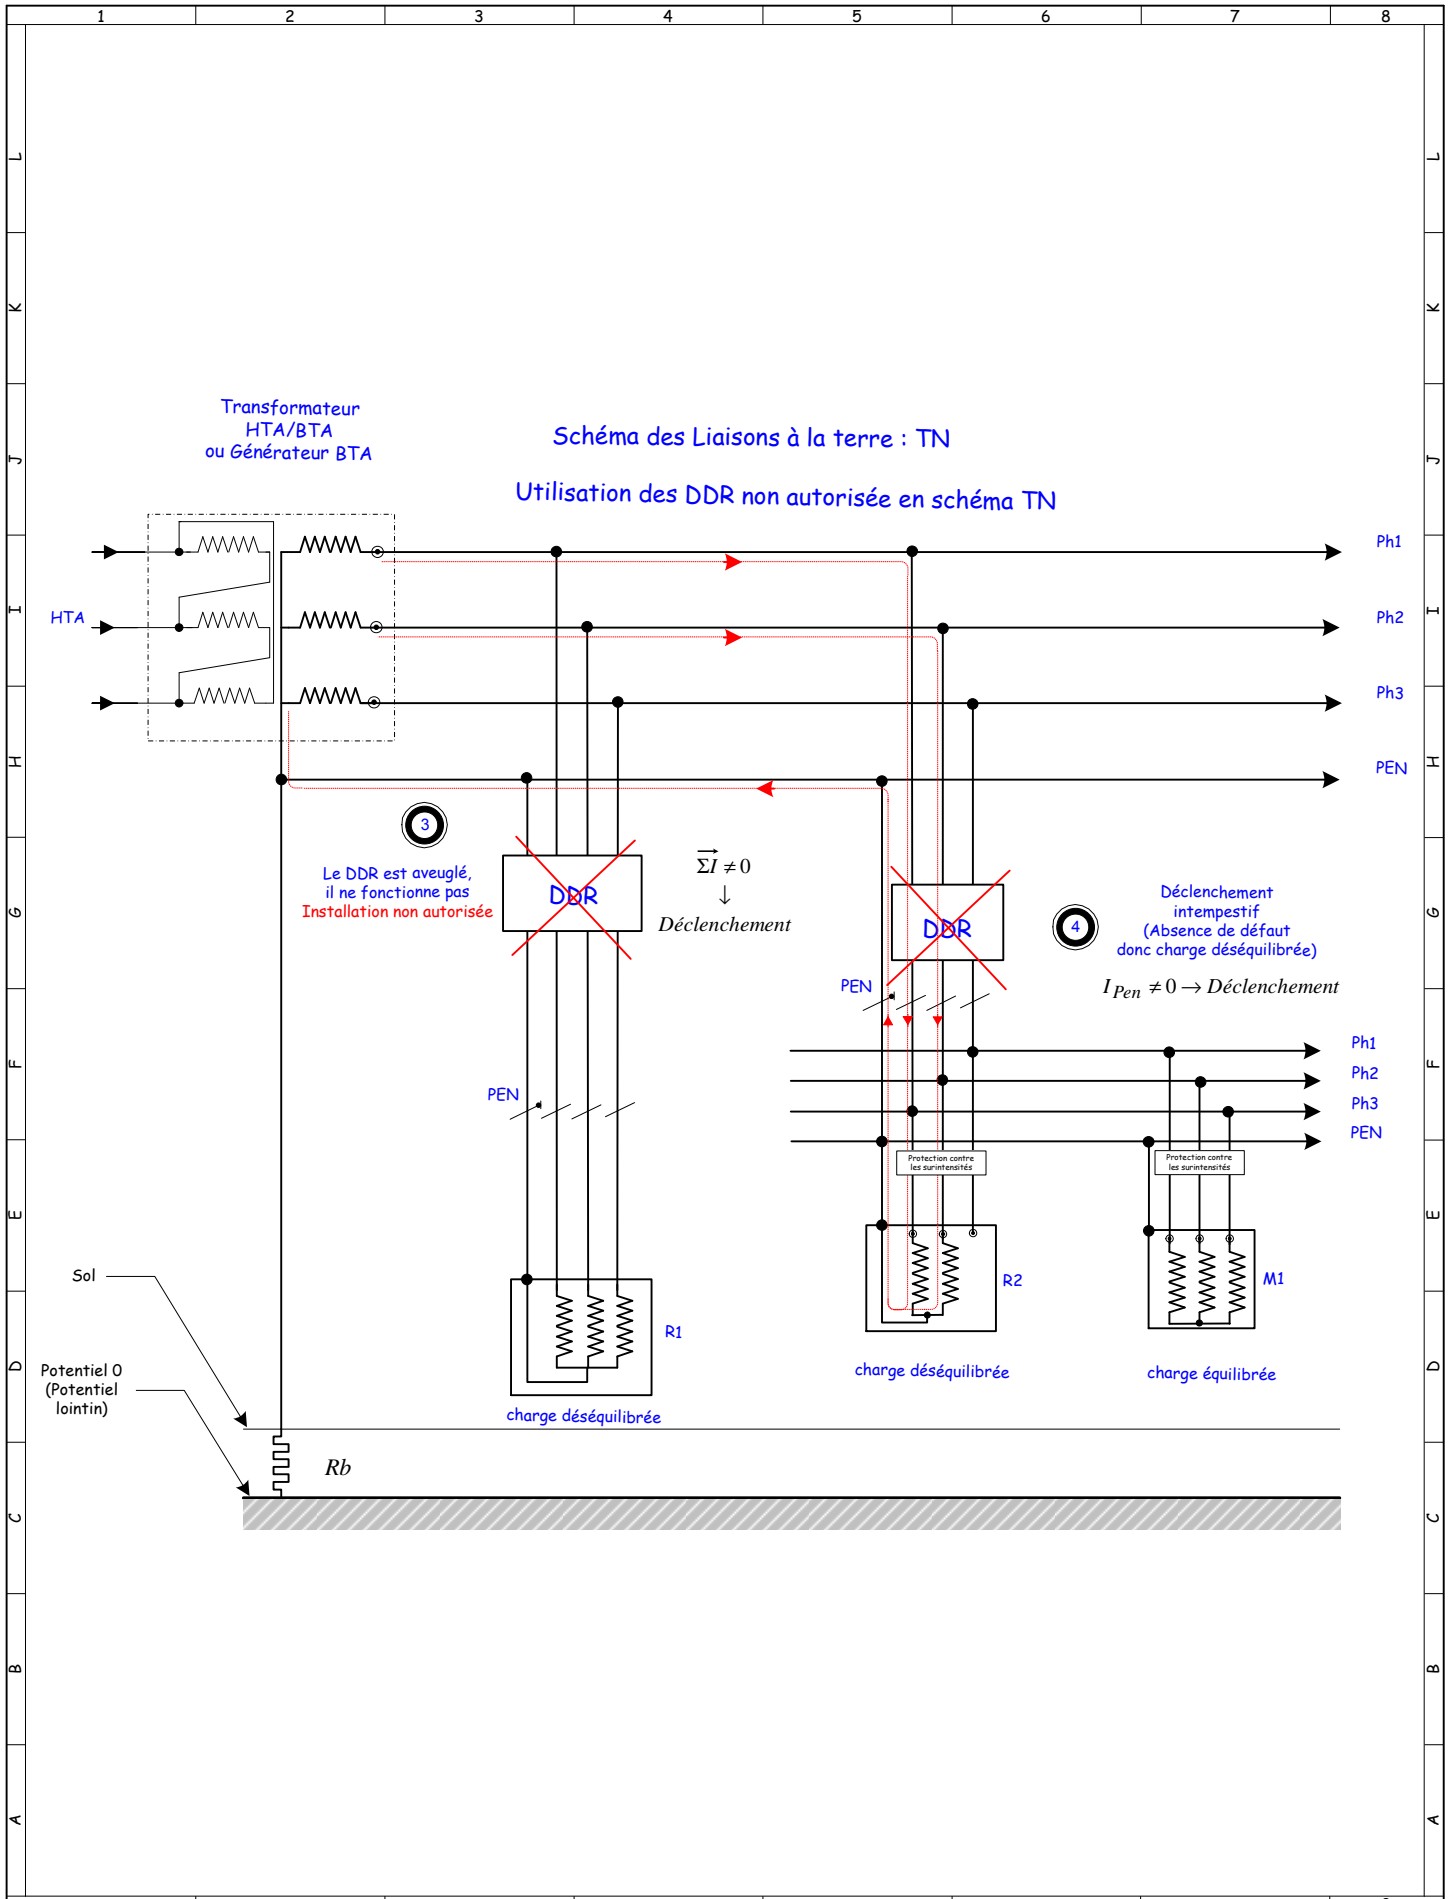 1 2 3 4 5 6 7 8
L L
K K
Transformateur
HTA/BTA
ou Générateur BTA
Schéma des Liaisons à la terre : TN
J J
Utilisation des DDR non autorisée en schéma TN
Ph1
I I
HTA
Ph2
Ph3
H H
PEN
3
Le DDR est aveuglé,
il ne fonctionne pas
Installation non autorisée
DDR
ΣI ≠ 0
↓
Déclenchement
DDR
4
Déclenchement
intempestif
(Absence de défaut
donc charge déséquilibrée)
G G
PEN
I Pen ≠ 0 → Déclenchement
F F
Ph1
Ph2
Ph3
PEN
PEN
Protection contre
les surintensités
Protection contre
les surintensités
E E
Sol
R2
M1
R1
D D
Potentiel 0
(Potentiel
lointin)
charge déséquilibrée
charge équilibrée
charge déséquilibrée
Rb
C C
B B
A A